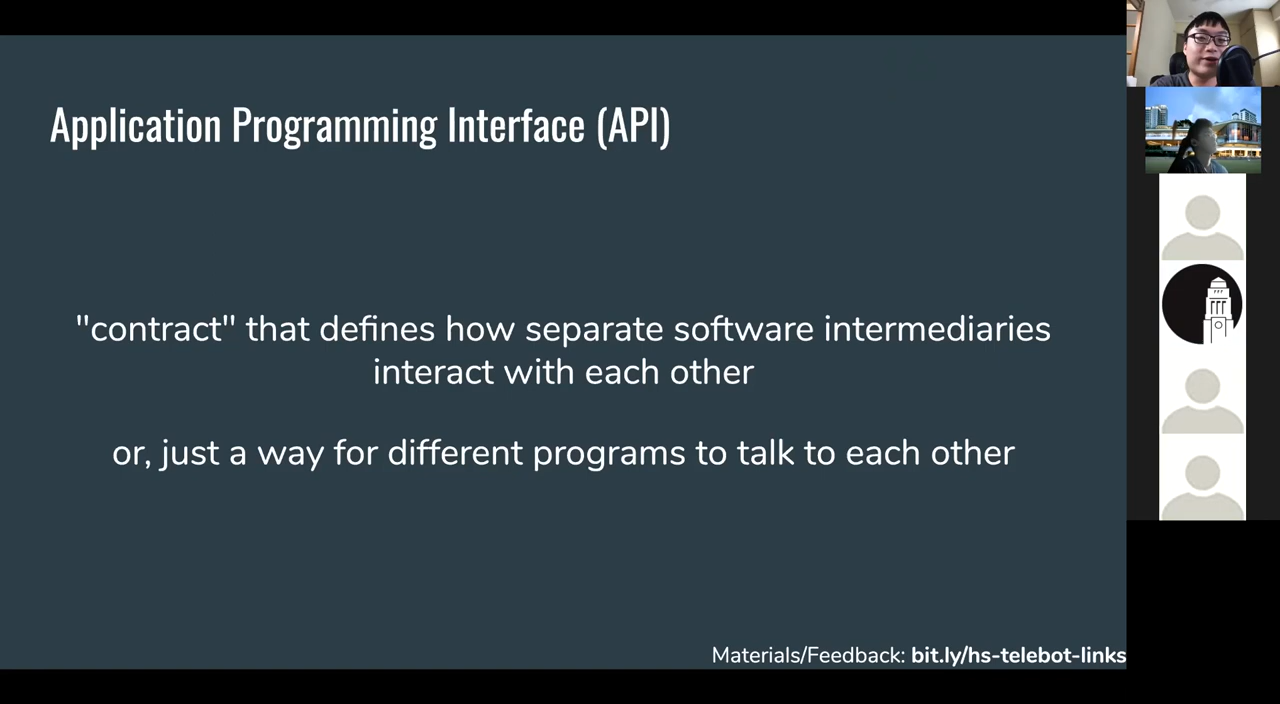 Application Programming Interface (API)
"contract" that defines how separate software intermediaries
interact with each other
or, just a way for different programs to talk to each other
Materials/Feedback: bit.ly/hs-telebot-links